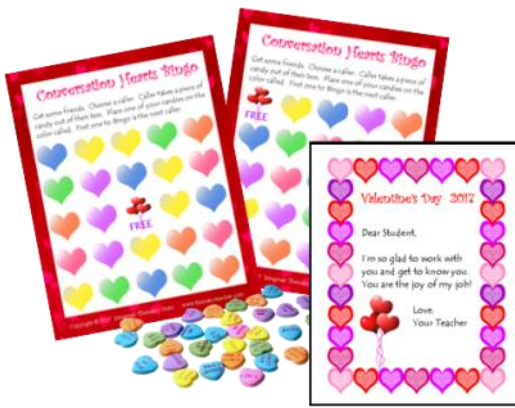 Conversation Hearts Bingo
Get some friends. Choose a caller. Caller takes a piece of
candy out of their box. Place one of your candies on the
color called. First one to Bingo is the next caller.
FREE
Conversation Hearts Bingo
Get some friends. Choose a caller. Caller takes a piece of
candy out of their box. Place one of your candies on the
color called. First one to Bingo is the next caller.
FREE
Valentine's Day 2017
Dear Student,
I'm so glad to work with
you and get to know you.
You are the joy of my job!
Love,
Your Teacher